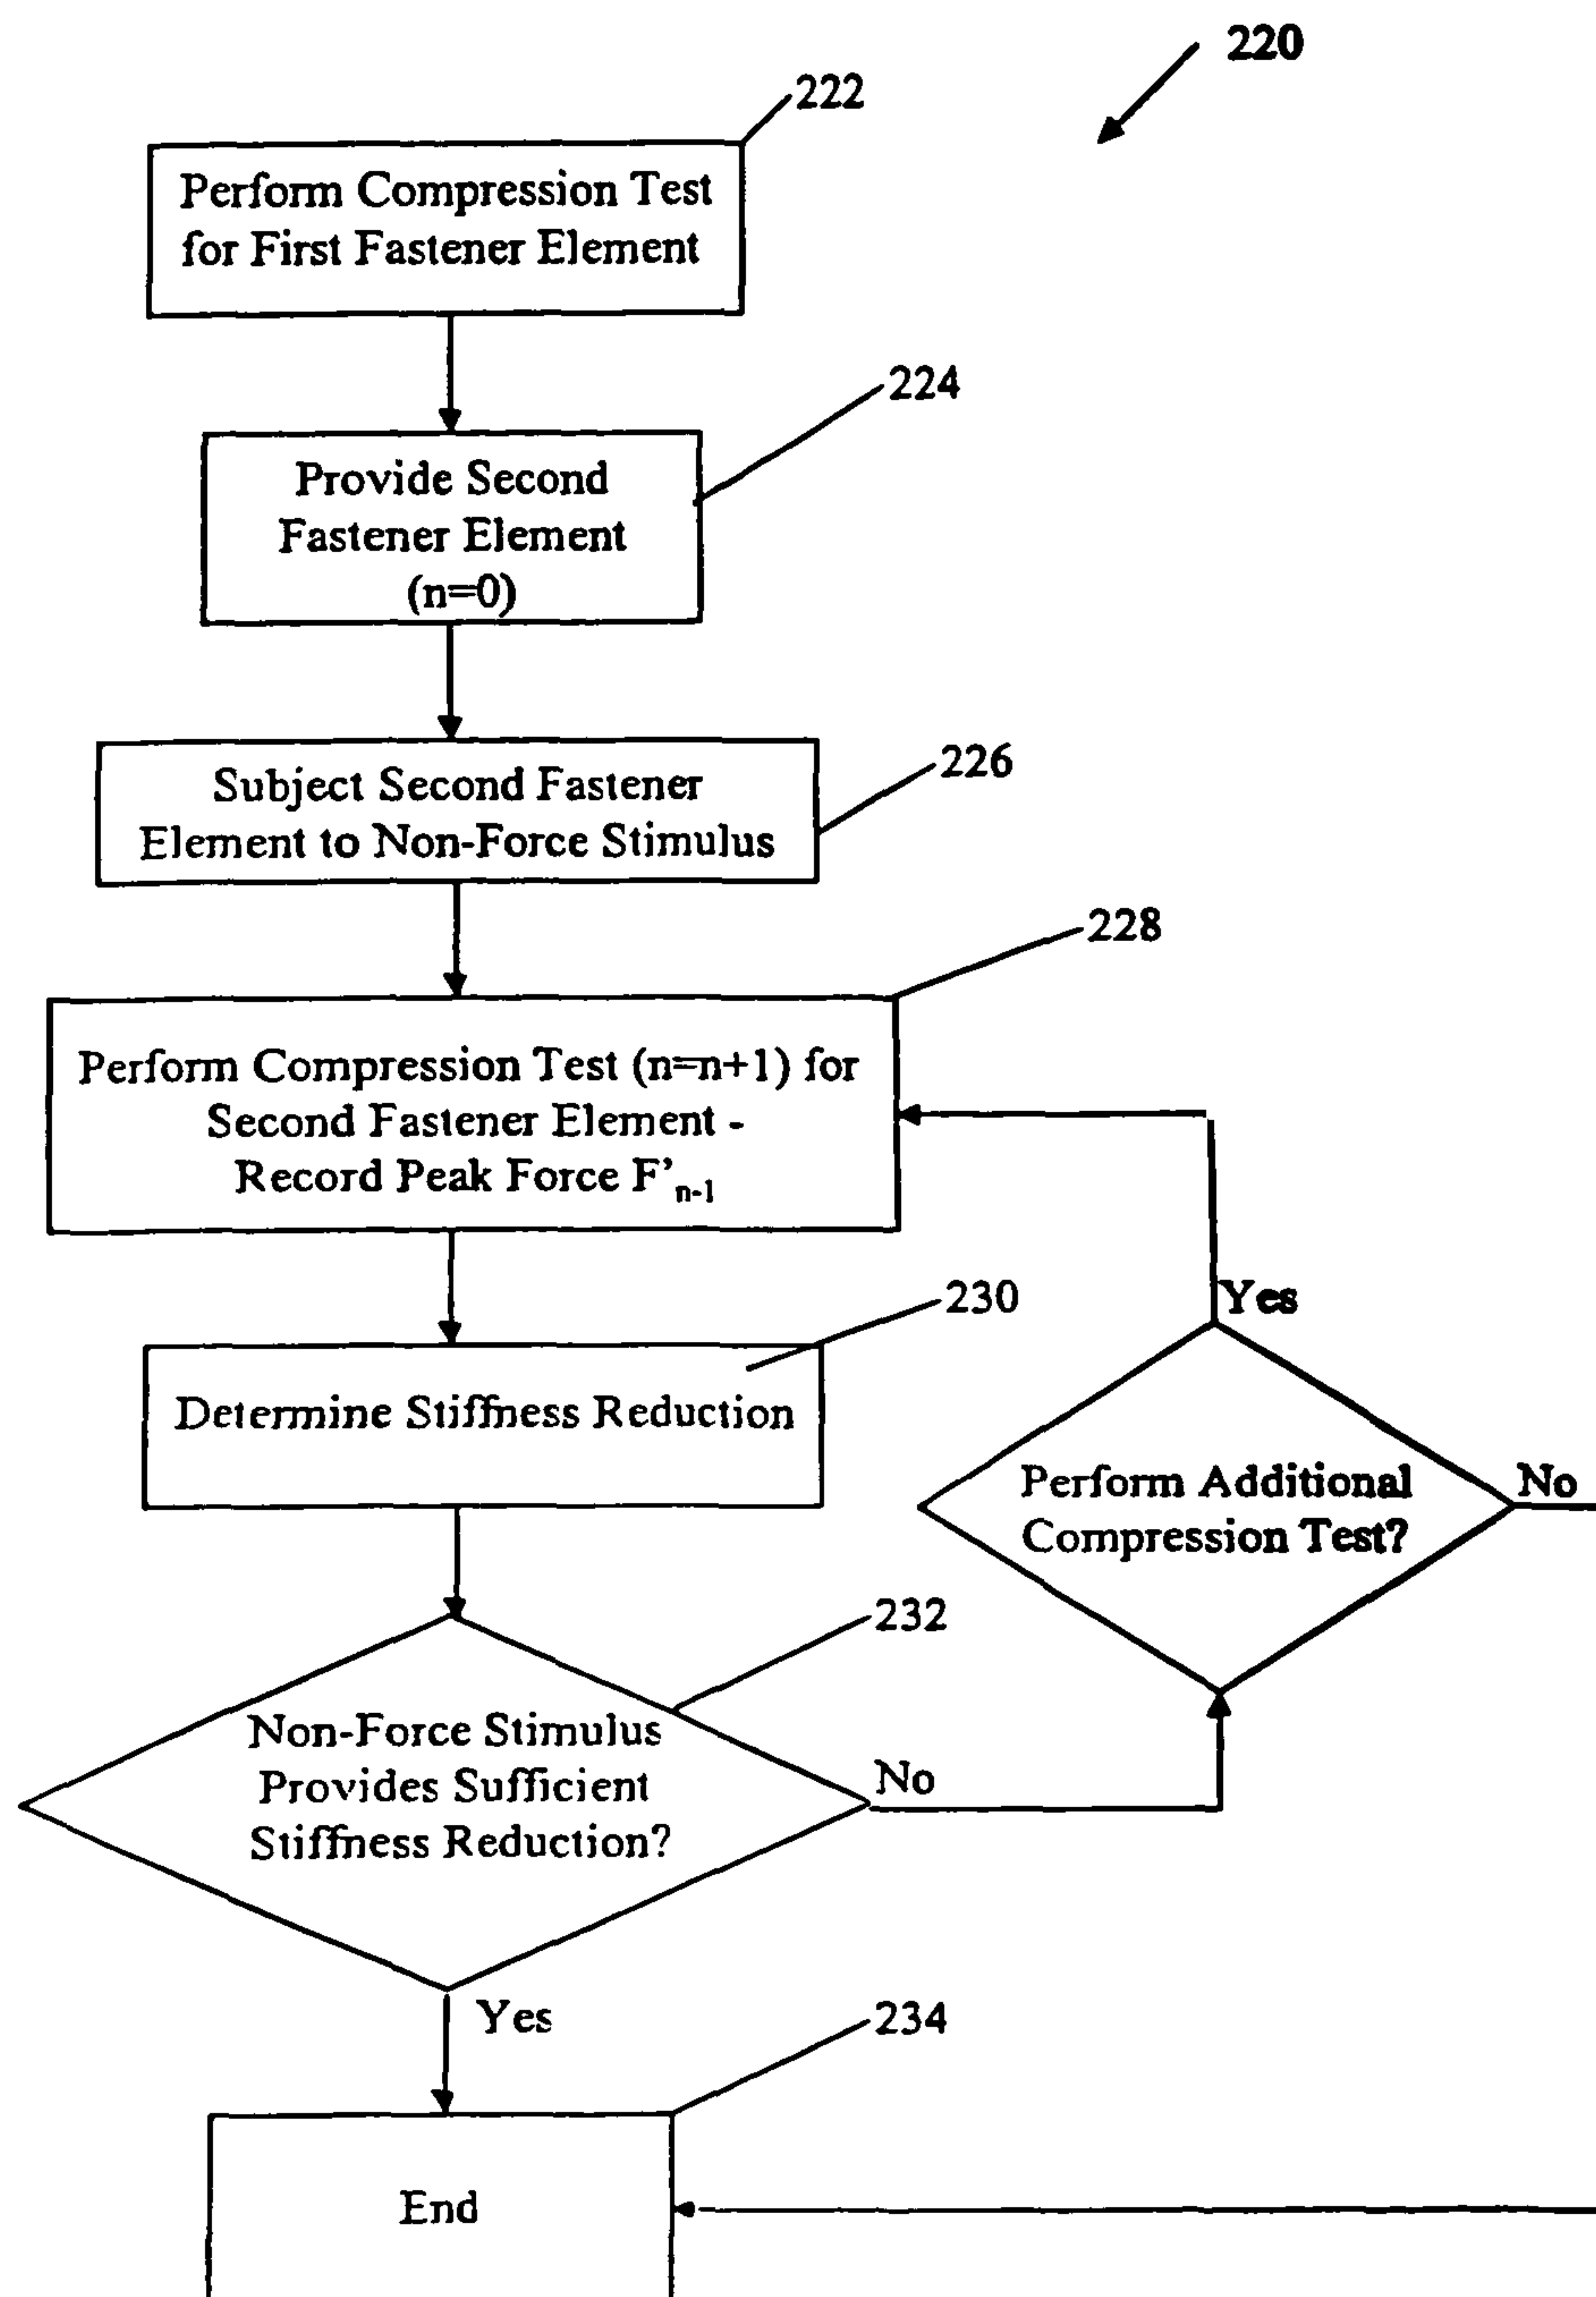 220
222
Perform Compression Test
for First Fastener Element
224
Provide Second
Fastener Element
(n=0)
226
Subject Second Fastener
Element to Non-Force Stimulus
228
Perform Compression Test (n=n+1) for
Second Fastener Element -
Record Peak Force F'n-1
230
Determine Stiffness Reduction
Yes
Perform Additional
Compression Test?
No
232
Non-Force Stimulus
Provides Sufficient
Stiffness Reduction?
No
Yes
234
End